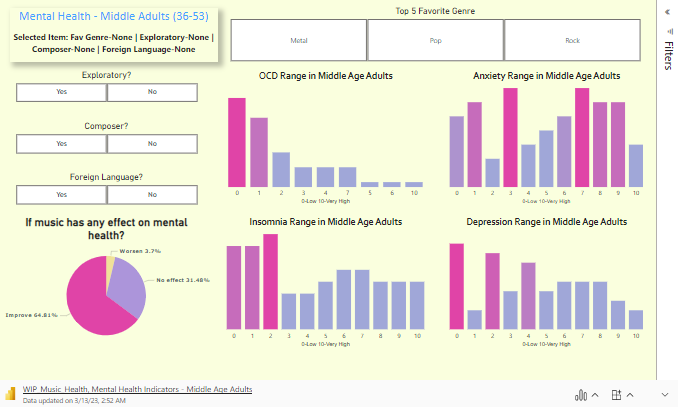 Mental Health - Middle Adults (36-53)
Selected Item: Fav Genre-None | Exploratory-None |
Composer-None | Foreign Language-None
Top 5 Favorite Genre
Metal
Pop
Rock
Filters
Exploratory?
Yes
No
Composer?
Yes
No
Foreign Language?
Yes
No
OCD Range in Middle Age Adults
0 1 2 3 4 7 5 6 10
0-Low 10-Very High
Anxiety Range in Middle Age Adults
0 1 2 3 4 5 6 7 8 9 10
0-Low 10-Very High
If music has any effect on mental
health?
Worsen 3.7%
No effect 31.48%
Improve 64.81%
Insomnia Range in Middle Age Adults
0 1 2 3 4 5 6 7 8 9 10
0-Low 10-Very High
Depression Range in Middle Age Adults
0 1 2 3 4 5 6 7 8 9 10
0-Low 10-Very High
WIP_Music_Health, Mental Health Indicators - Middle Age Adults
Data updated on 3/13/23, 2:52 AM